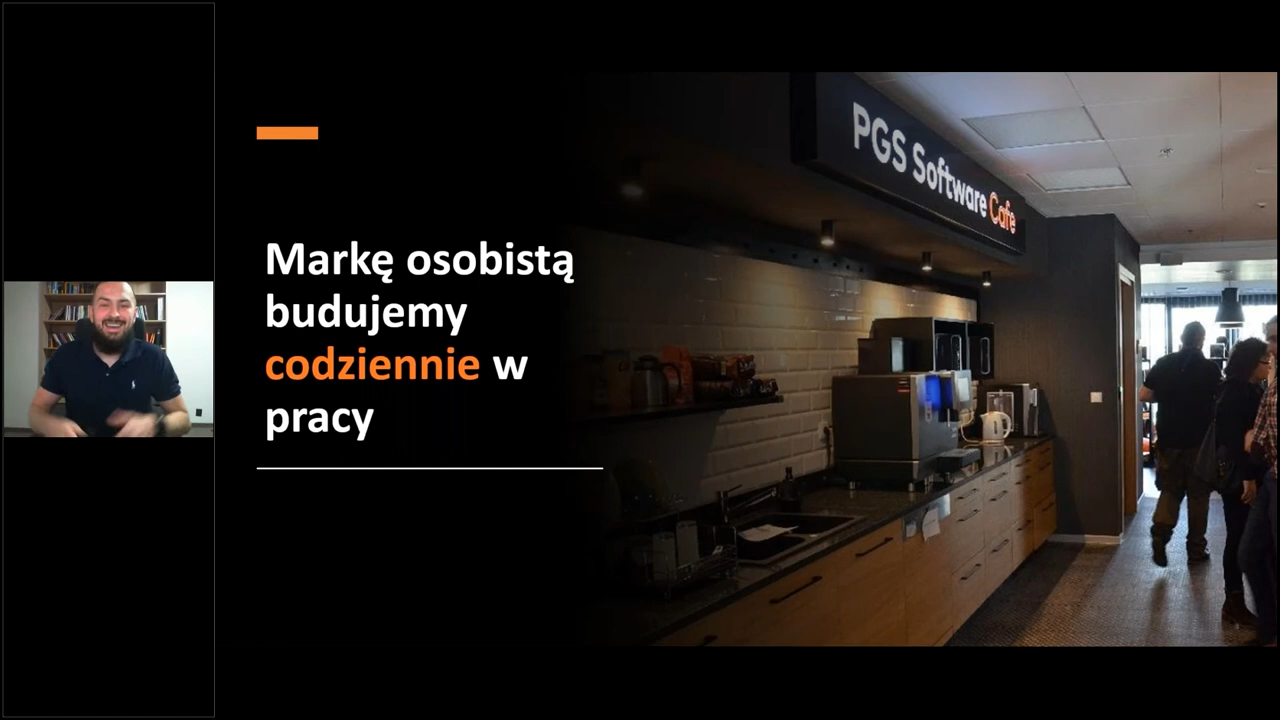 Markę osobistą
budujemy
codziennie w
pracy
PGS Software Cafe